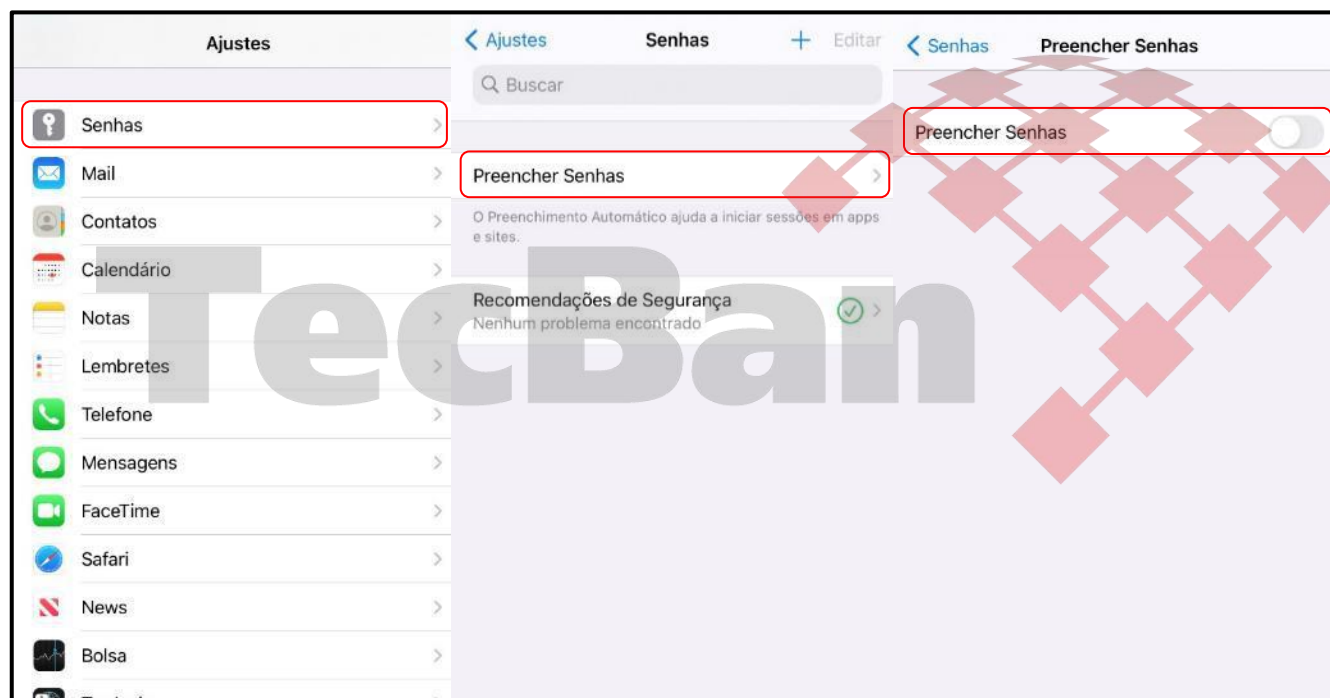 Ajustes
Senhas
Mail
Contatos
Calendário
Notas
Lembretes
Telefone
Mensagens
FaceTime
Safari
News
Bolsa
Ajustes
Senhas
Editar
Buscar
Preencher Senhas
O Preenchimento Automático ajuda a iniciar sessões em apps
e sites.
Recomendações de Segurança
Nenhum problema encontrado
Senhas
Preencher Senhas
Preencher Senhas
TecBan